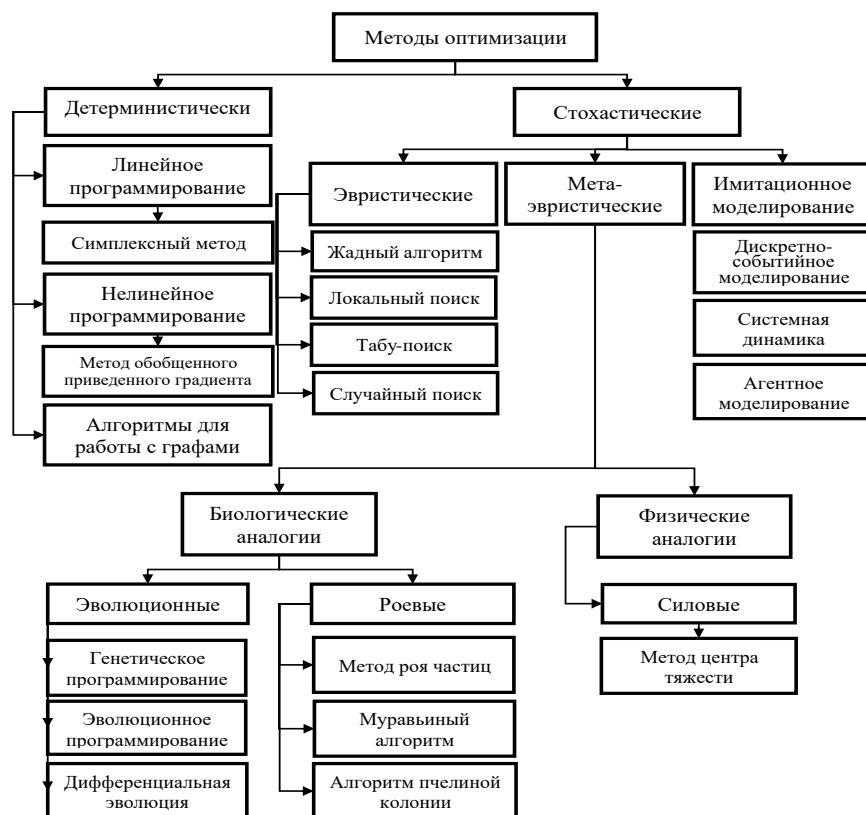 Методы оптимизации
Детерминистически
Стохастические
Линейное
программирование
Эвристические
Мета-
эвристические
Имитационное
моделирование
Симплексный метод
Жадный алгоритм
Дискретно-
событийное
моделирование
Нелинейное
программирование
Локальный поиск
Системная
динамика
Метод обобщенного
приведенного градиента
Табу-поиск
Случайный поиск
Агентное
моделирование
Алгоритмы для
работы с графами
Биологические
аналогии
Физические
аналогии
Эволюционные
Роевые
Силовые
Генетическое
программирование
Метод роя частиц
Метод центра
тяжести
Эволюционное
программирование
Муравьиный
алгоритм
Дифференциальная
эволюция
Алгоритм пчелиной
колонии